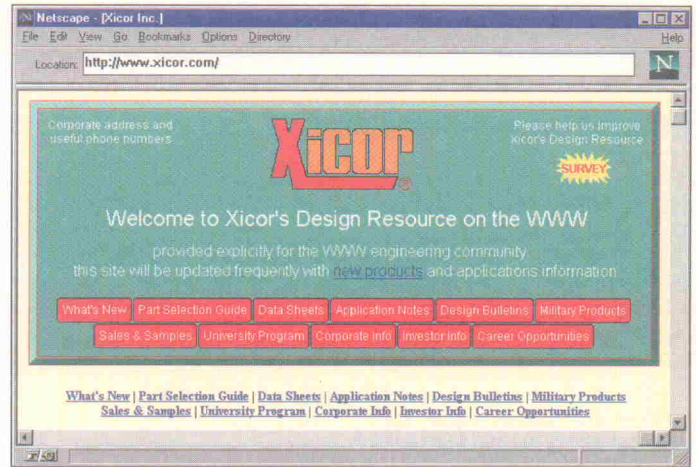 Netscape - [Xicor Inc.]
File Edit View Go Bookmarks Options Directory Help
Location: http://www.xicor.com/
N
Corporate address and
useful phone numbers
Xicor®
Please help us improve
Xicor's Design Resource
SURVEY
Welcome to Xicor's Design Resource on the WWW
provided explicitly for the WWW engineering community
this site will be updated frequently with new products and applications information
What's New Part Selection Guide Data Sheets Application Notes Design Bulletins Military Products
Sales & Samples University Program Corporate Info Investor Info Career Opportunities
What's New | Part Selection Guide | Data Sheets | Application Notes | Design Bulletins | Military Products
Sales & Samples | University Program | Corporate Info | Investor Info | Career Opportunities